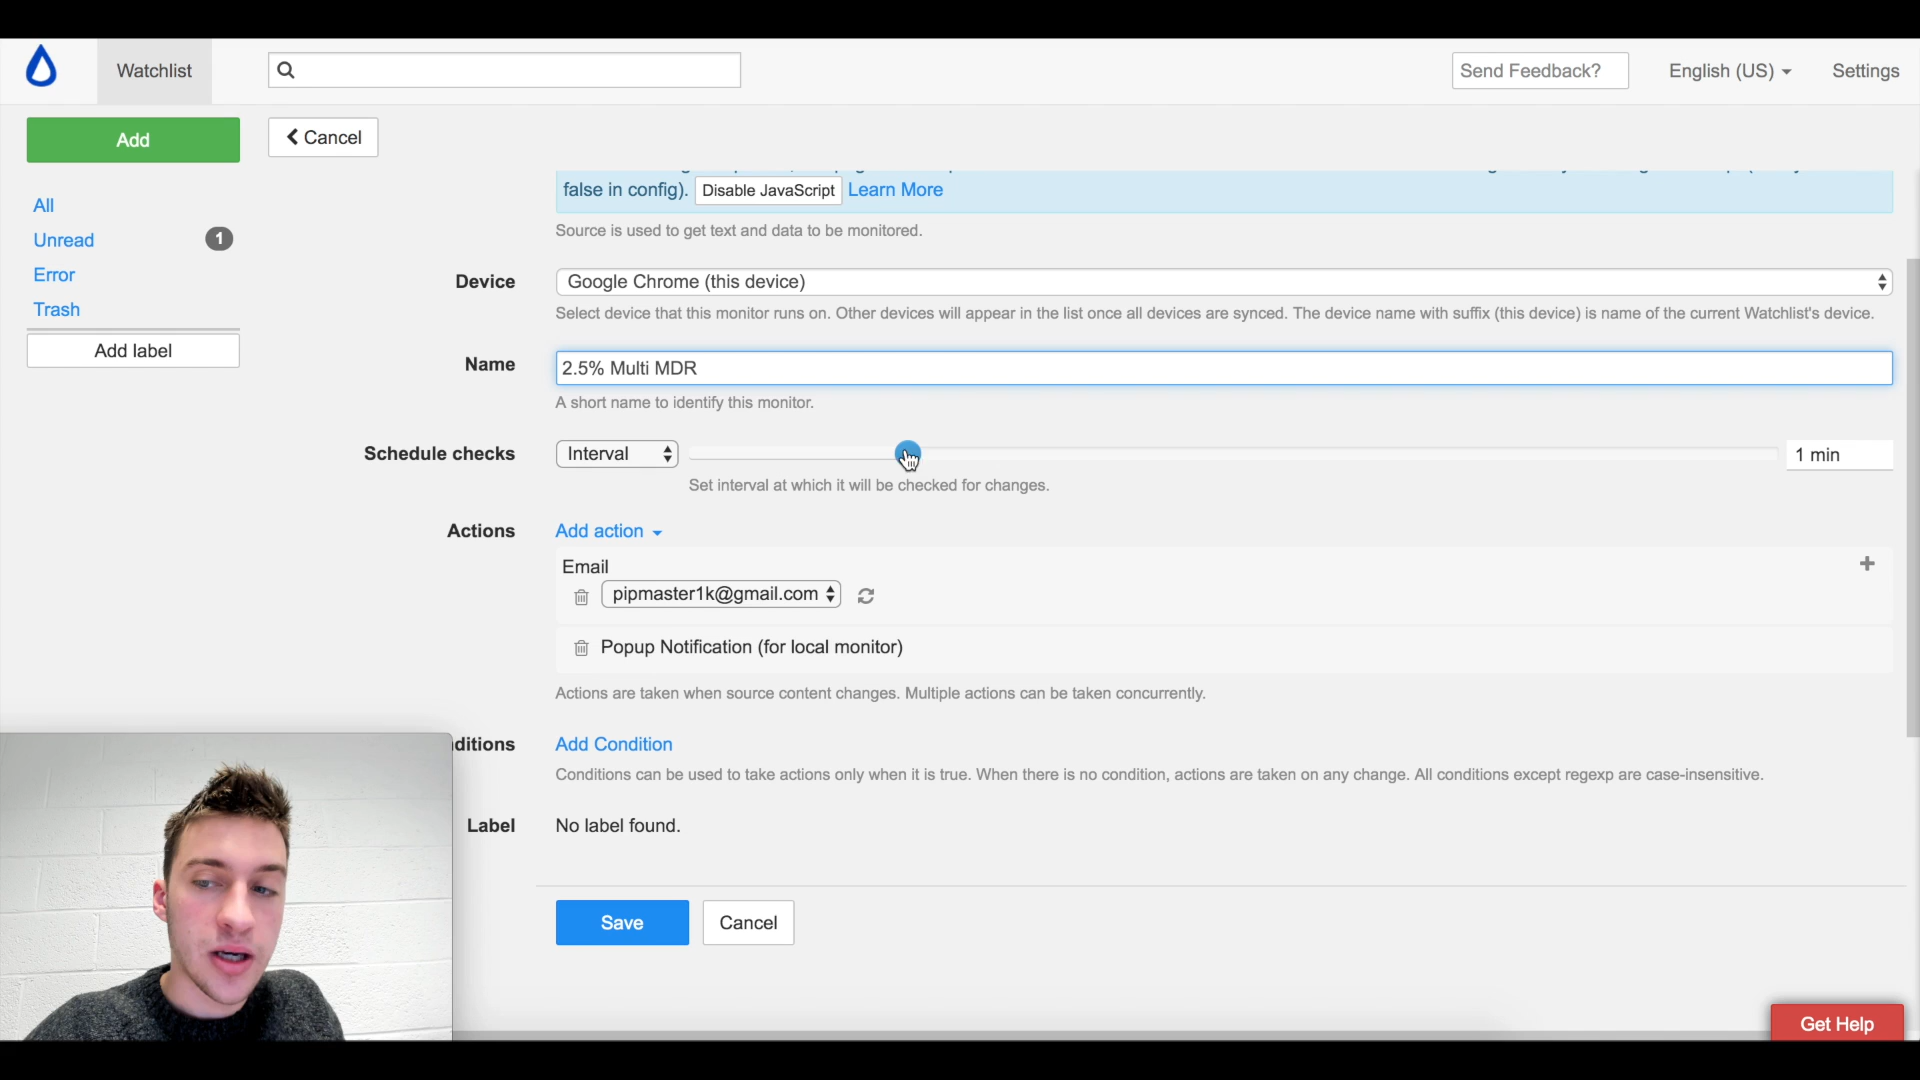 Watchlist
Send Feedback?
English (US)
Settings
Add
Cancel
false in config). Disable JavaScript Learn More
Source is used to get text and data to be monitored.
All
Unread 1
Error
Trash
Add label
Device
Google Chrome (this device)
Select device that this monitor runs on. Other devices will appear in the list once all devices are synced. The device name with suffix (this device) is name of the current Watchlist's device.
Name
2.5% Multi MDR
A short name to identify this monitor.
Schedule checks
Interval
1 min
Set interval at which it will be checked for changes.
Actions
Add action
Email
pipmaster1k@gmail.com
Popup Notification (for local monitor)
Actions are taken when source content changes. Multiple actions can be taken concurrently.
ditions
Add Condition
Conditions can be used to take actions only when it is true. When there is no condition, actions are taken on any change. All conditions except regexp are case-insensitive.
Label
No label found.
Save
Cancel
Get Help